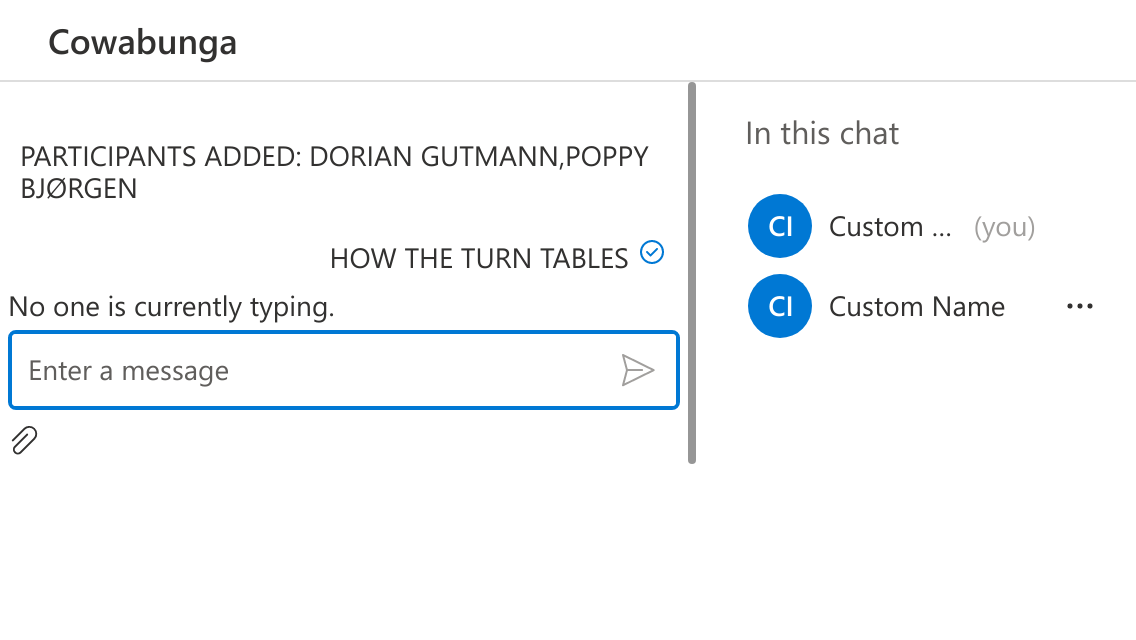 Cowabunga
PARTICIPANTS ADDED: DORIAN GUTMANN,POPPY
BJØRGEN
HOW THE TURN TABLES
No one is currently typing.
Enter a message
In this chat
CI Custom ... (you)
CI Custom Name